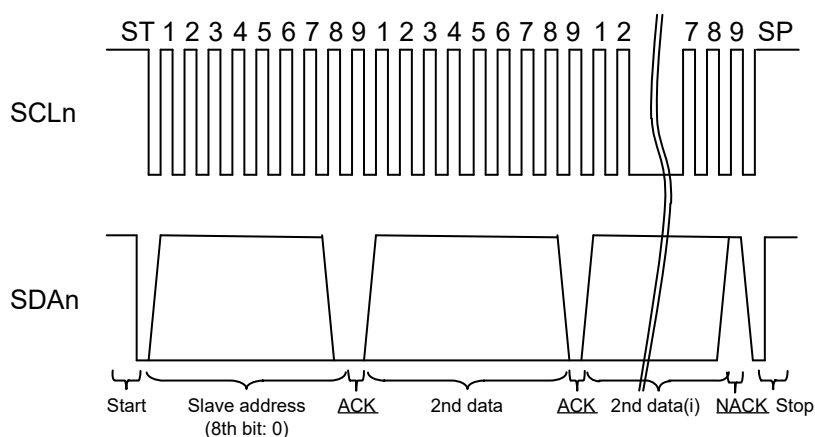 ST 1 2 3 4 5 6 7 8 9 1 2 3 4 5 6 7 8 9 1 2 7 8 9 SP
SCLn
SDAn
Start Slave address ACK 2nd data ACK 2nd data(i) NACK Stop
(8th bit: 0)